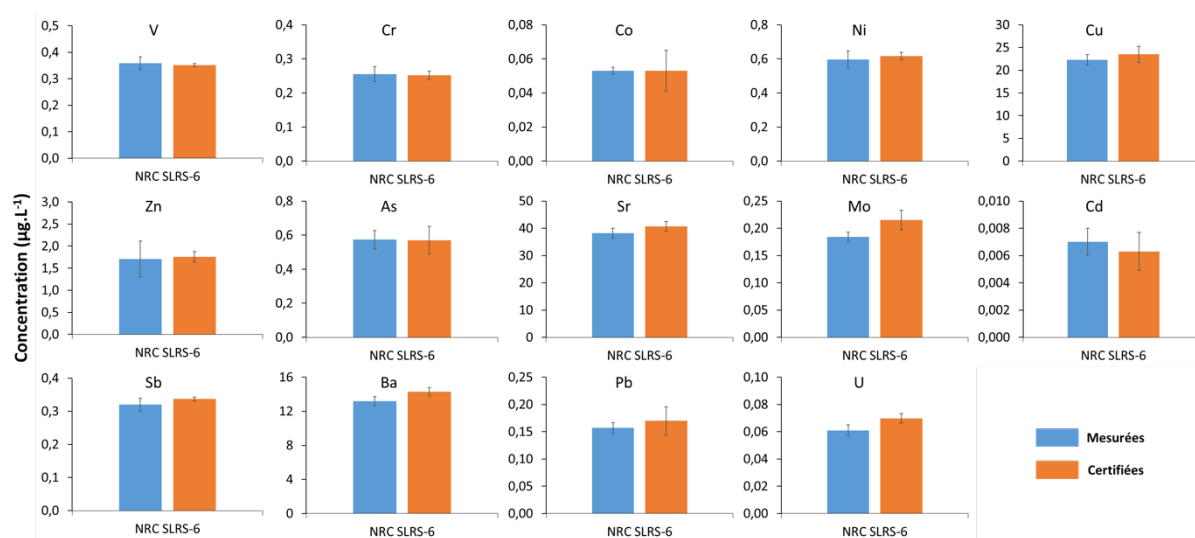 Concentration (µg.L-1)
V
0,5
0,4
0,3
0,2
0,1
0,0
NRC SLRS-6
Cr
0,4
0,3
0,2
0,1
0,0
NRC SLRS-6
Co
0,08
0,06
0,04
0,02
0,00
NRC SLRS-6
Ni
0,8
0,6
0,4
0,2
0,0
NRC SLRS-6
Cu
30
25
20
15
10
5
0
NRC SLRS-6
Zn
3,0
2,5
2,0
1,5
1,0
0,5
0,0
NRC SLRS-6
As
0,8
0,6
0,4
0,2
0,0
NRC SLRS-6
Sr
50
40
30
20
10
0
NRC SLRS-6
Mo
0,25
0,20
0,15
0,10
0,05
0,00
NRC SLRS-6
Cd
0,010
0,008
0,006
0,004
0,002
0,000
NRC SLRS-6
Sb
0,4
0,3
0,2
0,1
0,0
NRC SLRS-6
Ba
16
12
8
4
0
NRC SLRS-6
Pb
0,25
0,20
0,15
0,10
0,05
0,00
NRC SLRS-6
U
0,10
0,08
0,06
0,04
0,02
0,00
NRC SLRS-6
Mesurées
Certifiées